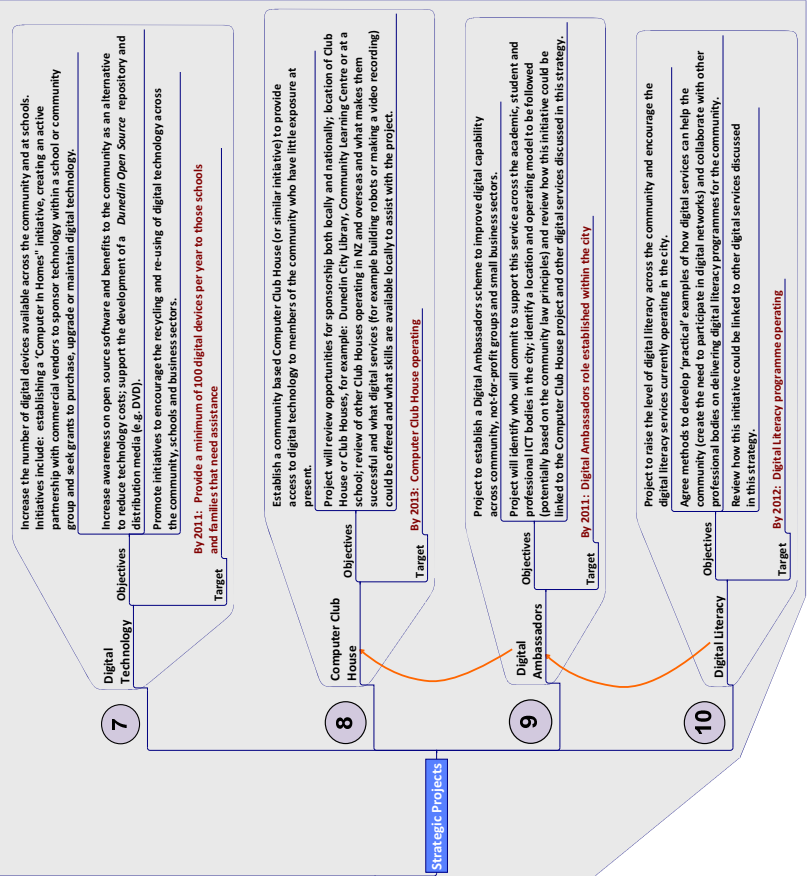 Strategic Projects
7
Digital
Technology
Objectives
Increase the number of digital devices available across the community and at schools.
Initiatives include: establishing a 'Computer In Homes" initiative, creating an active
partnership with commercial vendors to sponsor technology within a school or community
group and seek grants to purchase, upgrade or maintain digital technology.
Increase awareness on open source software and benefits to the community as an alternative
to reduce technology costs; support the development of a Dunedin Open Source repository and
distribution media (e.g. DVD).
Promote initiatives to encourage the recycling and re-using of digital technology across
the community, schools and business sectors.
Target
By 2011: Provide a minimum of 100 digital devices per year to those schools
and families that need assistance
8
Computer Club
House
Objectives
Establish a community based Computer Club House (or similar initiative) to provide
access to digital technology to members of the community who have little exposure at
present.
Project will review opportunities for sponsorship both locally and nationally; location of Club
House or Club Houses, for example: Dunedin City Library, Community Learning Centre or at a
school; review of other Club Houses operating in NZ and overseas and what makes them
successful and what digital services (for example building robots or making a video recording)
could be offered and what skills are available locally to assist with the project.
Target
By 2013: Computer Club House operating
9
Digital
Ambassadors
Objectives
Project to establish a Digital Ambassadors scheme to improve digital capability
across community, not-for-profit groups and small business sectors.
Project will identify who will commit to support this service across the academic, student and
professional ICT bodies in the city; identify a location and operating model to be followed
(potentially based on the community law principles) and review how this initiative could be
linked to the Computer Club House project and other digital services discussed in this strategy.
Target
By 2011: Digital Ambassadors role established within the city
10
Digital Literacy
Objectives
Project to raise the level of digital literacy across the community and encourage the
digital literacy services currently operating in the city.
Agree methods to develop 'practical' examples of how digital services can help the
community (create the need to participate in digital networks) and collaborate with other
professional bodies on delivering digital literacy programmes for the community.
Review how this initiative could be linked to other digital services discussed
in this strategy.
Target
By 2012: Digital Literacy programme operating